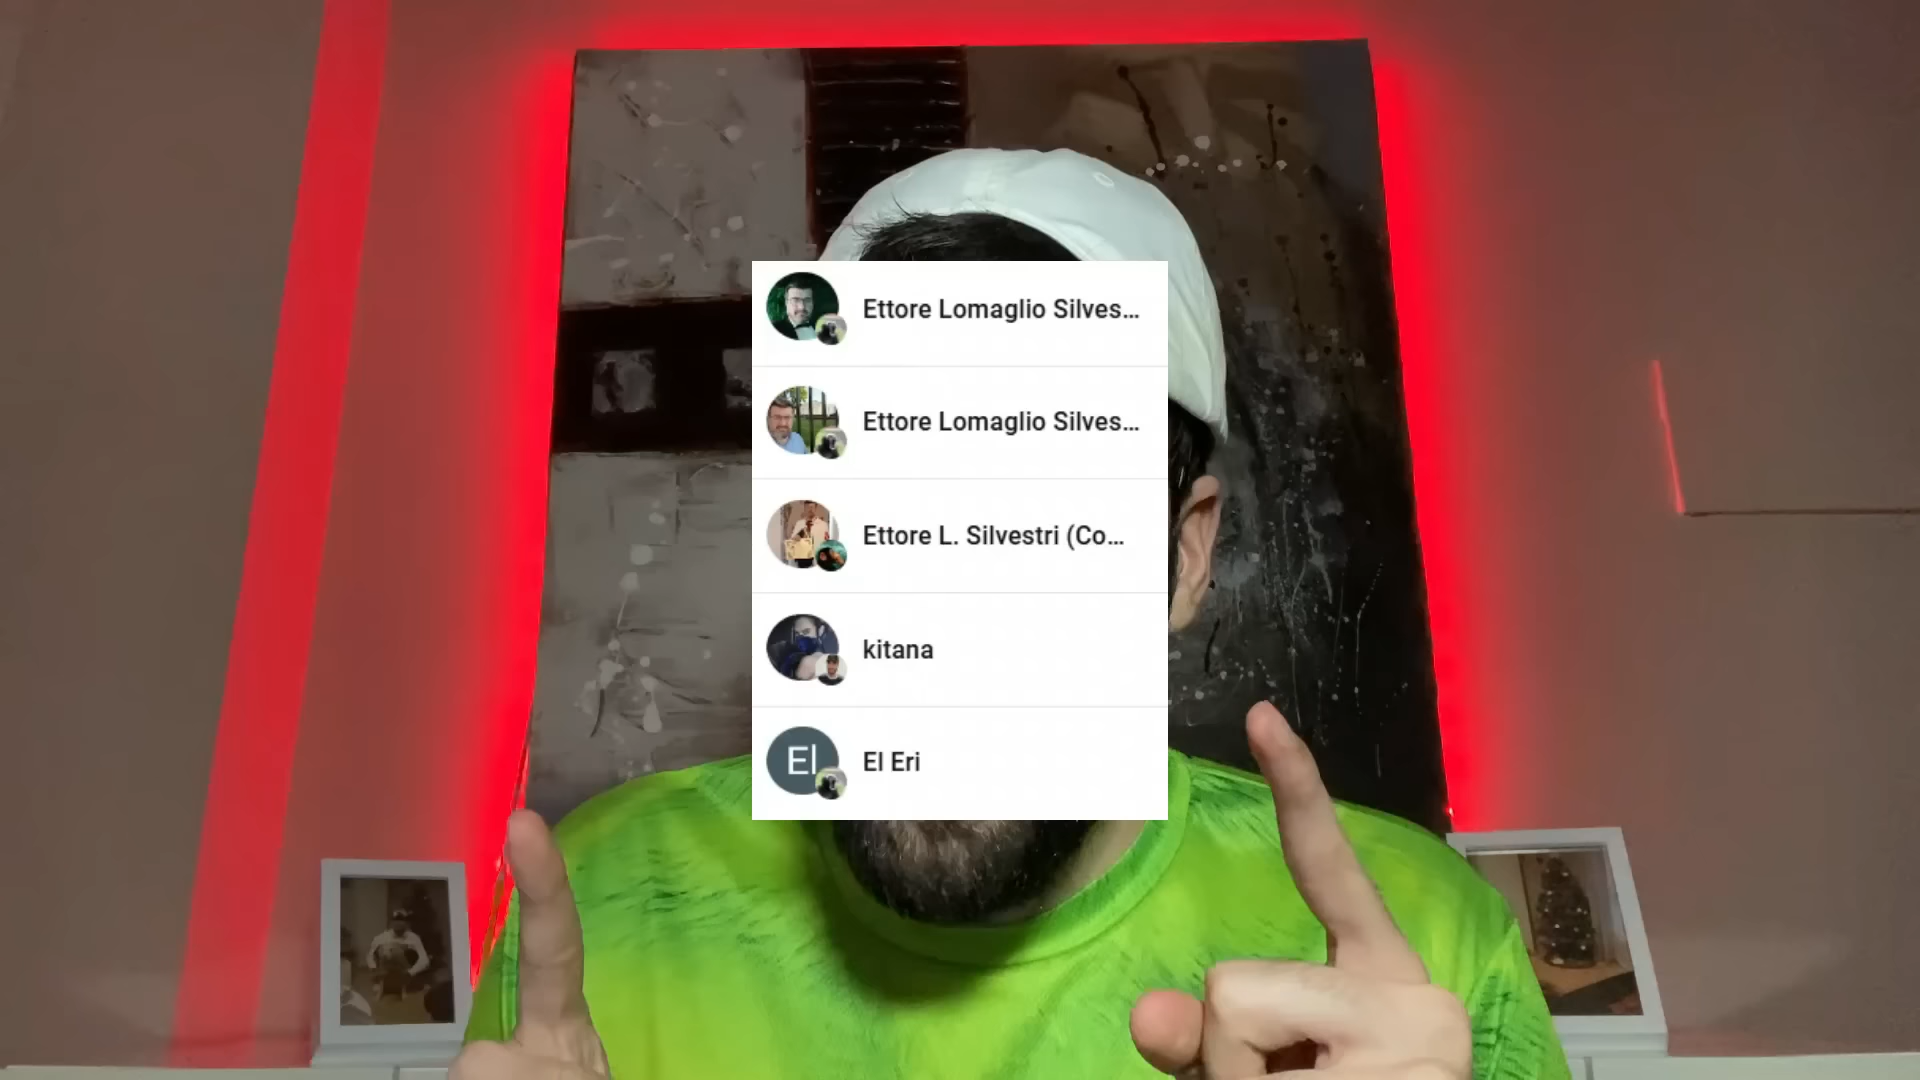 Ettore Lomaglio Silves...
Ettore Lomaglio Silves...
Ettore L. Silvestri (Co...
kitana
El
El Eri